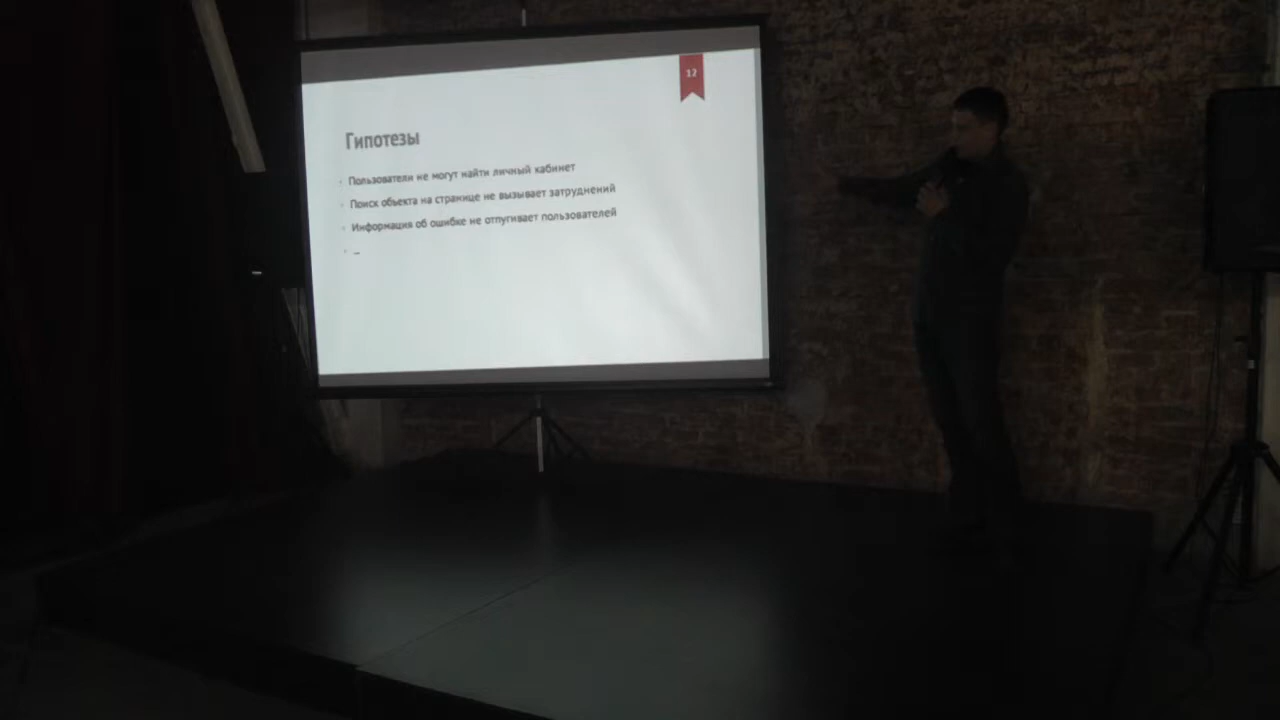 12
Гипотезы
Пользователи не могут найти личный кабинет
Поиск объекта на странице не вызывает затруднений
Информация об ошибке не отпугивает пользователей
...